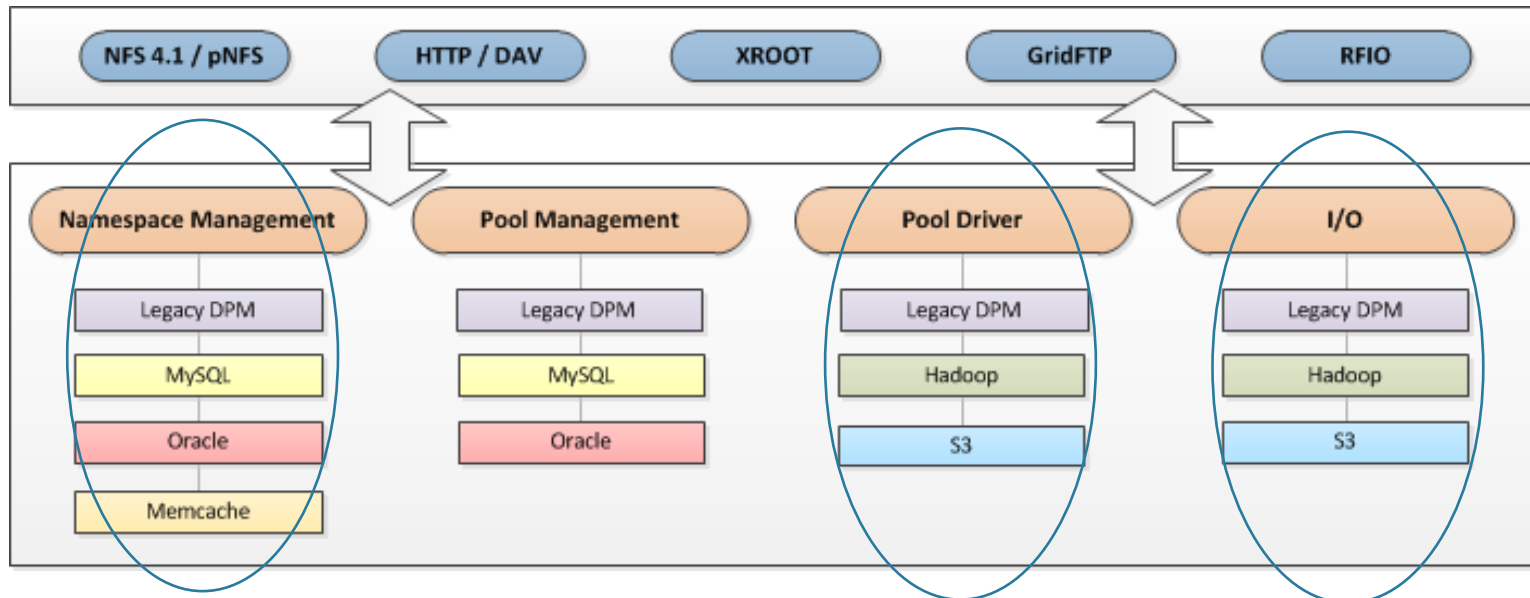 NFS 4.1 / pNFS
HTTP / DAV
XROOT
GridFTP
RFIO
Namespace Management
Legacy DPM
MySQL
Oracle
Memcache
Pool Management
Legacy DPM
MySQL
Oracle
Pool Driver
Legacy DPM
Hadoop
S3
I/O
Legacy DPM
Hadoop
S3